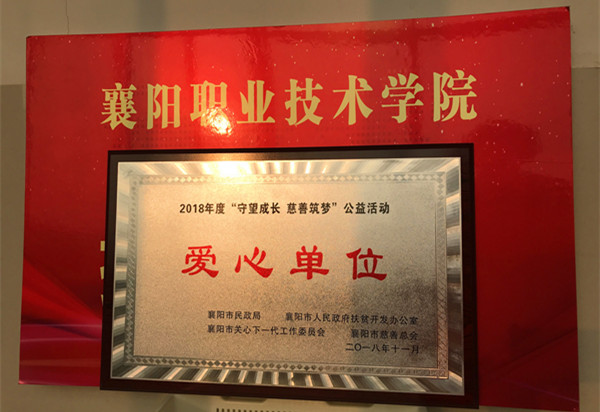 襄阳职业技术学院
2018年度“守望成长 慈善筑梦”公益活动
爱心单位
襄阳市民政局 襄阳市人民政府扶贫开发办公室
襄阳市关心下一代工作委员会 襄阳市慈善总会
二〇一八年十一月